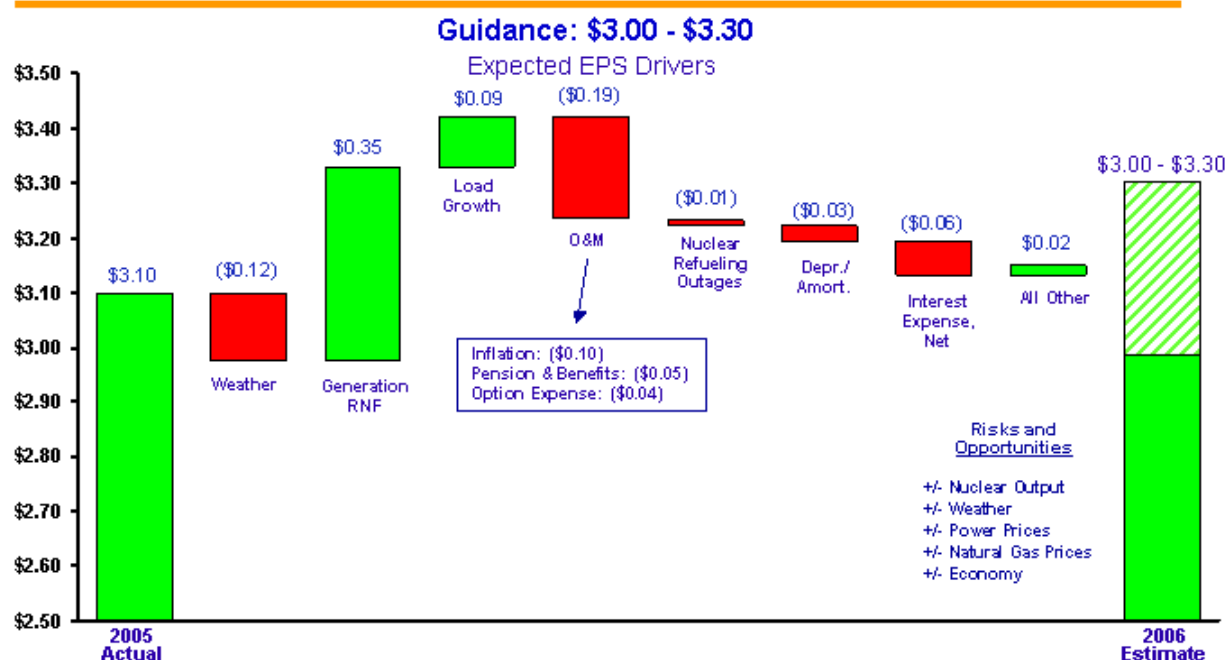 Guidance: $3.00 - $3.30
Expected EPS Drivers
$3.50
$3.40
$3.30
$3.20
$3.10
$3.00
$2.90
$2.80
$2.70
$2.60
$2.50
$3.10
2005
Actual
($0.12)
Weather
$0.35
Generation
RNF
$0.09
Load
Growth
($0.19)
O&M
Inflation: ($0.10)
Pension & Benefits: ($0.05)
Option Expense: ($0.04)
($0.01)
Nuclear
Refueling
Outages
($0.03)
Depr./
Amort.
($0.06)
Interest
Expense,
Net
$0.02
All Other
Risks and
Opportunities
+/- Nuclear Output
+/- Weather
+/- Power Prices
+/- Natural Gas Prices
+/- Economy
$3.00 - $3.30
2006
Estimate